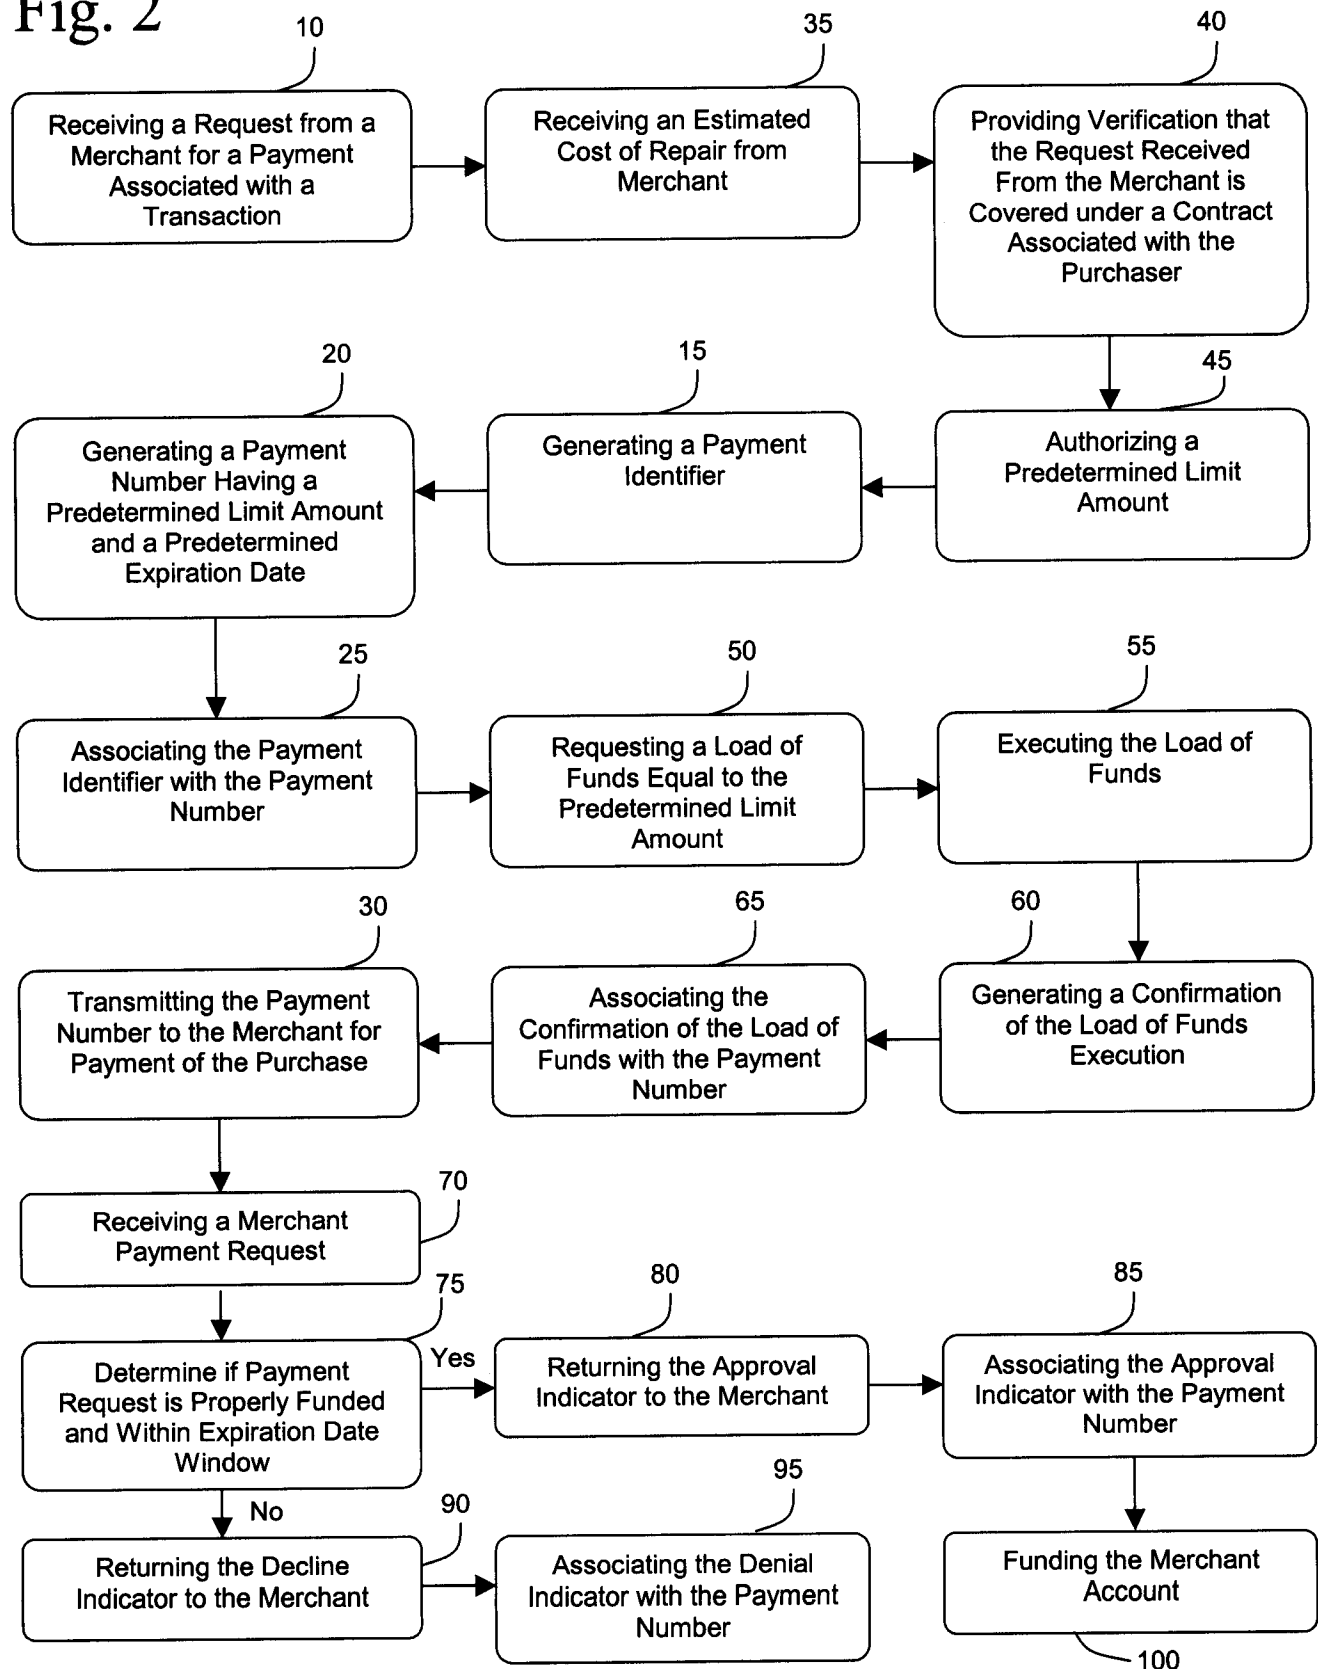 Fig. 2
10
35
40
Receiving a Request from a
Merchant for a Payment
Associated with a
Transaction
Receiving an Estimated
Cost of Repair from
Merchant
Providing Verification that
the Request Received
From the Merchant is
Covered under a Contract
Associated with the
Purchaser
20
15
45
Generating a Payment
Number Having a
Predetermined Limit Amount
and a Predetermined
Expiration Date
Generating a Payment
Identifier
Authorizing a
Predetermined Limit
Amount
25
50
55
Associating the Payment
Identifier with the Payment
Number
Requesting a Load of
Funds Equal to the
Predetermined Limit
Amount
Executing the Load of
Funds
30
65
60
Transmitting the Payment
Number to the Merchant for
Payment of the Purchase
Associating the
Confirmation of the Load of
Funds with the Payment
Number
Generating a Confirmation
of the Load of Funds
Execution
70
Receiving a Merchant
Payment Request
75
80
85
Determine if Payment
Request is Properly Funded
and Within Expiration Date
Window
Yes
Returning the Approval
Indicator to the Merchant
Associating the Approval
Indicator with the Payment
Number
No
90
95
Returning the Decline
Indicator to the Merchant
Associating the Denial
Indicator with the Payment
Number
Funding the Merchant
Account
100